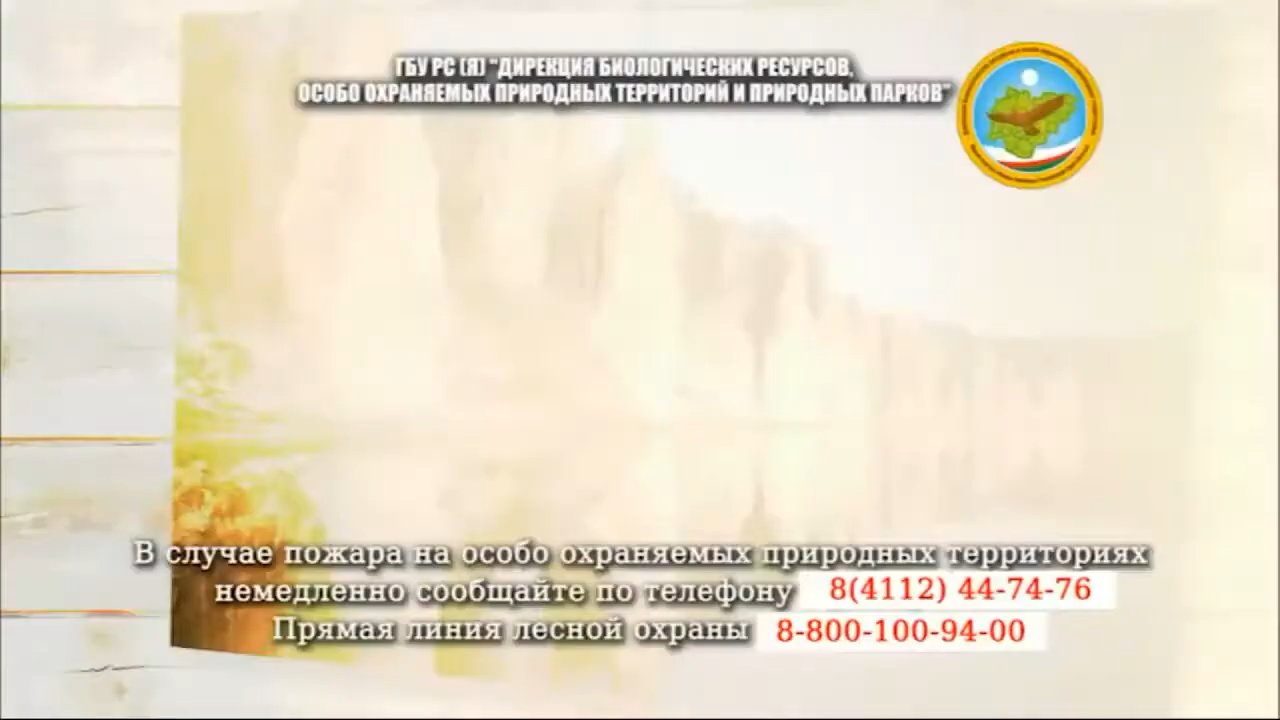 ГБУ РС (Я) "ДИРЕКЦИЯ БИОЛОГИЧЕСКИХ РЕСУРСОВ,
ОСОБО ОХРАНЯЕМЫХ ПРИРОДНЫХ ТЕРРИТОРИЙ И ПРИРОДНЫХ ПАРКОВ"
В случае пожара на особо охраняемых природных территориях
немедленно сообщайте по телефону 8(4112) 44-74-76
Прямая линия лесной охраны 8-800-100-94-00